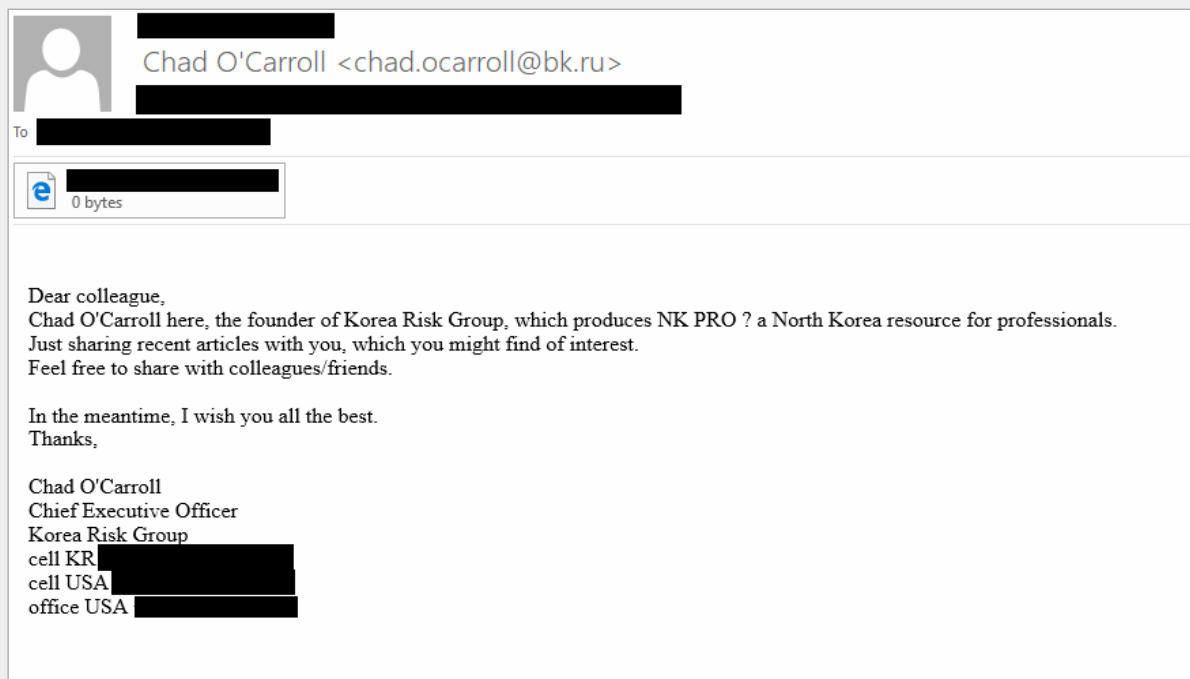 Chad O'Carroll <chad.ocarroll@bk.ru>
To
0 bytes
Dear colleague,
Chad O'Carroll here, the founder of Korea Risk Group, which produces NK PRO ? a North Korea resource for professionals.
Just sharing recent articles with you, which you might find of interest.
Feel free to share with colleagues/friends.
In the meantime, I wish you all the best.
Thanks,
Chad O'Carroll
Chief Executive Officer
Korea Risk Group
cell KR
cell USA
office USA